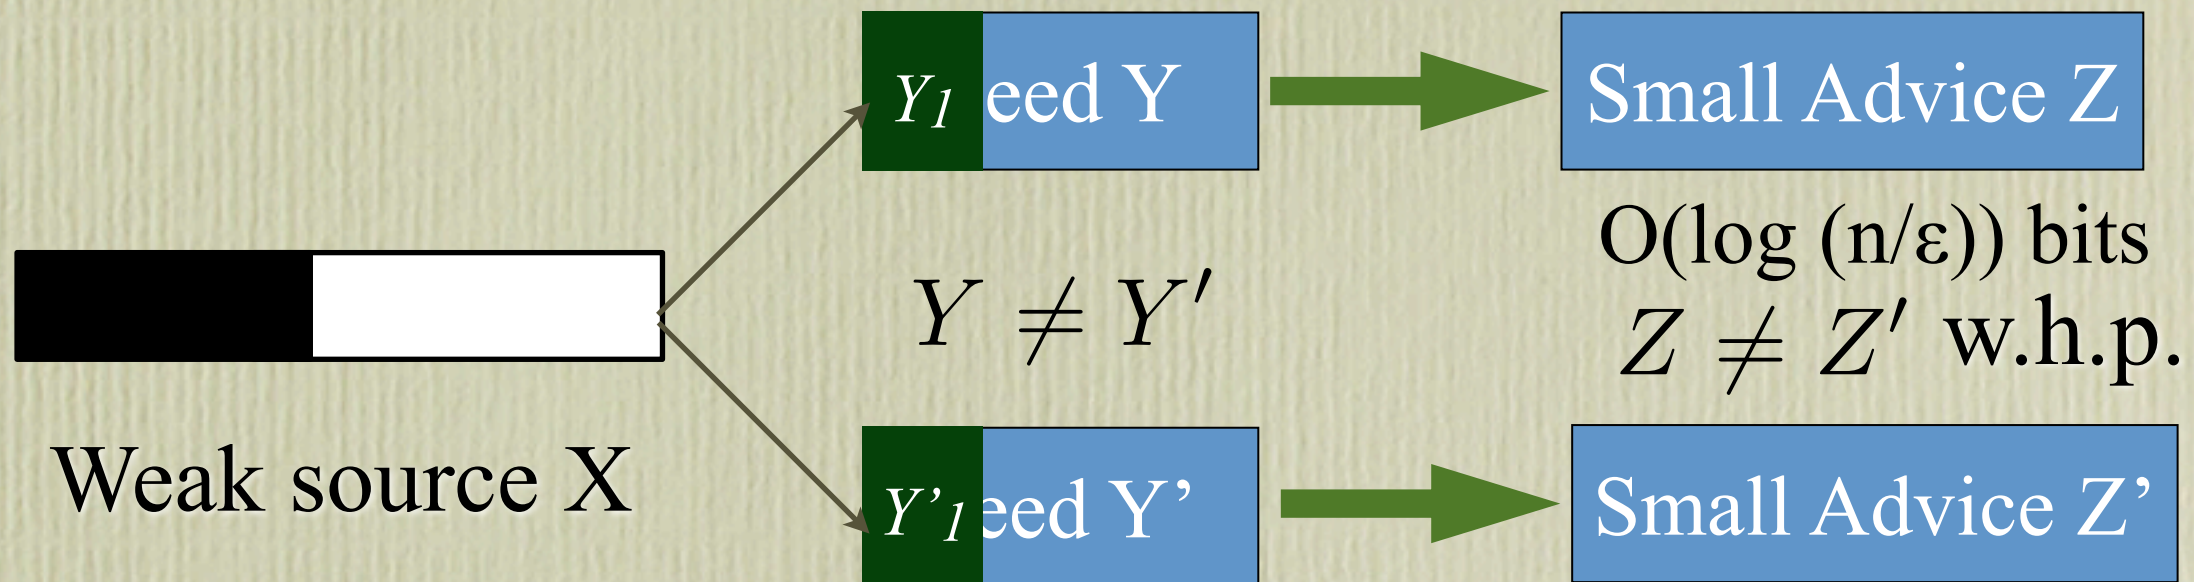 Y₁ eed Y
Small Advice Z
O(log (n/ε)) bits
Y ≠ Y′
Z ≠ Z′ w.h.p.
Weak source X
Y’₁ eed Y’
Small Advice Z’